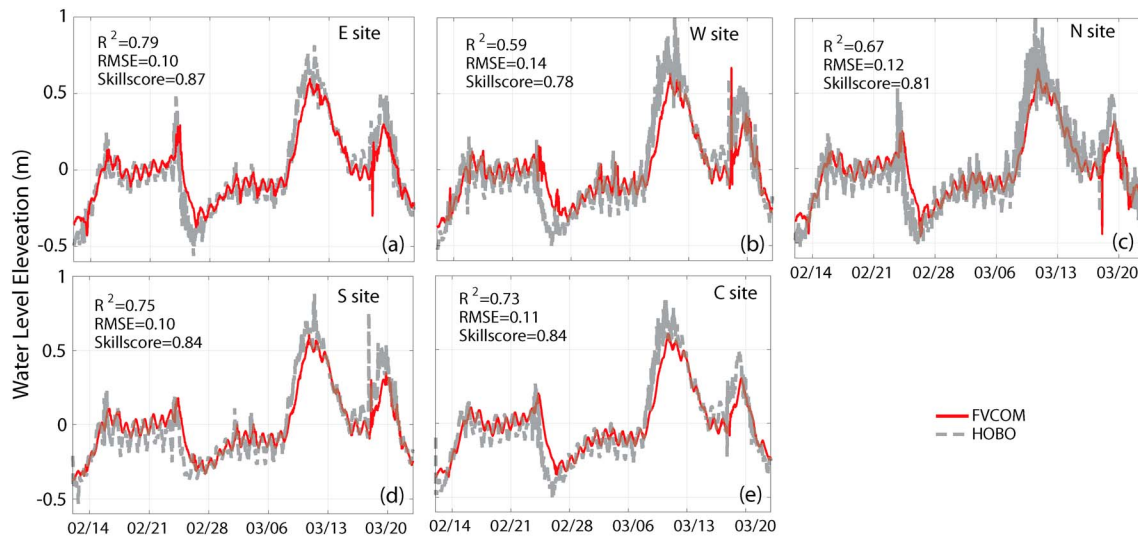 Water Level Eleveation (m)
1
0.5
0
-0.5
E site
R 2=0.79
RMSE=0.10
Skillscore=0.87
(a)
W site
R 2=0.59
RMSE=0.14
Skillscore=0.78
(b)
N site
R 2=0.67
RMSE=0.12
Skillscore=0.81
(c)
02/14 02/21 02/28 03/06 03/13 03/20
1
0.5
0
-0.5
S site
R 2=0.75
RMSE=0.10
Skillscore=0.84
(d)
02/14 02/21 02/28 03/06 03/13 03/20
C site
R 2=0.73
RMSE=0.11
Skillscore=0.84
(e)
02/14 02/21 02/28 03/06 03/13 03/20
FVCOM
HOBO